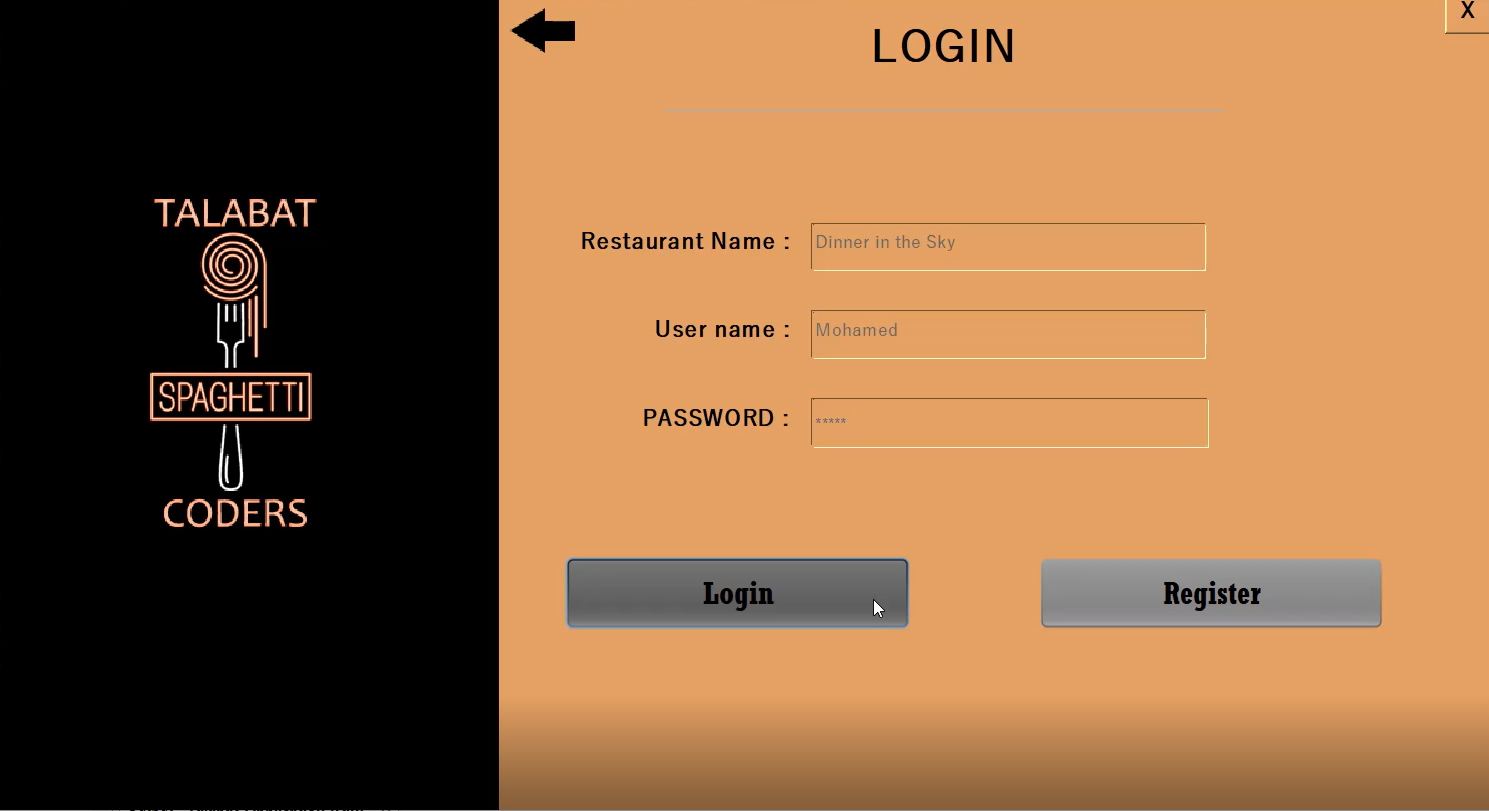 TALABAT
SPAGHETTI
CODERS
X
LOGIN
Restaurant Name : Dinner in the Sky
User name : Mohamed
PASSWORD : *****
Login
Register